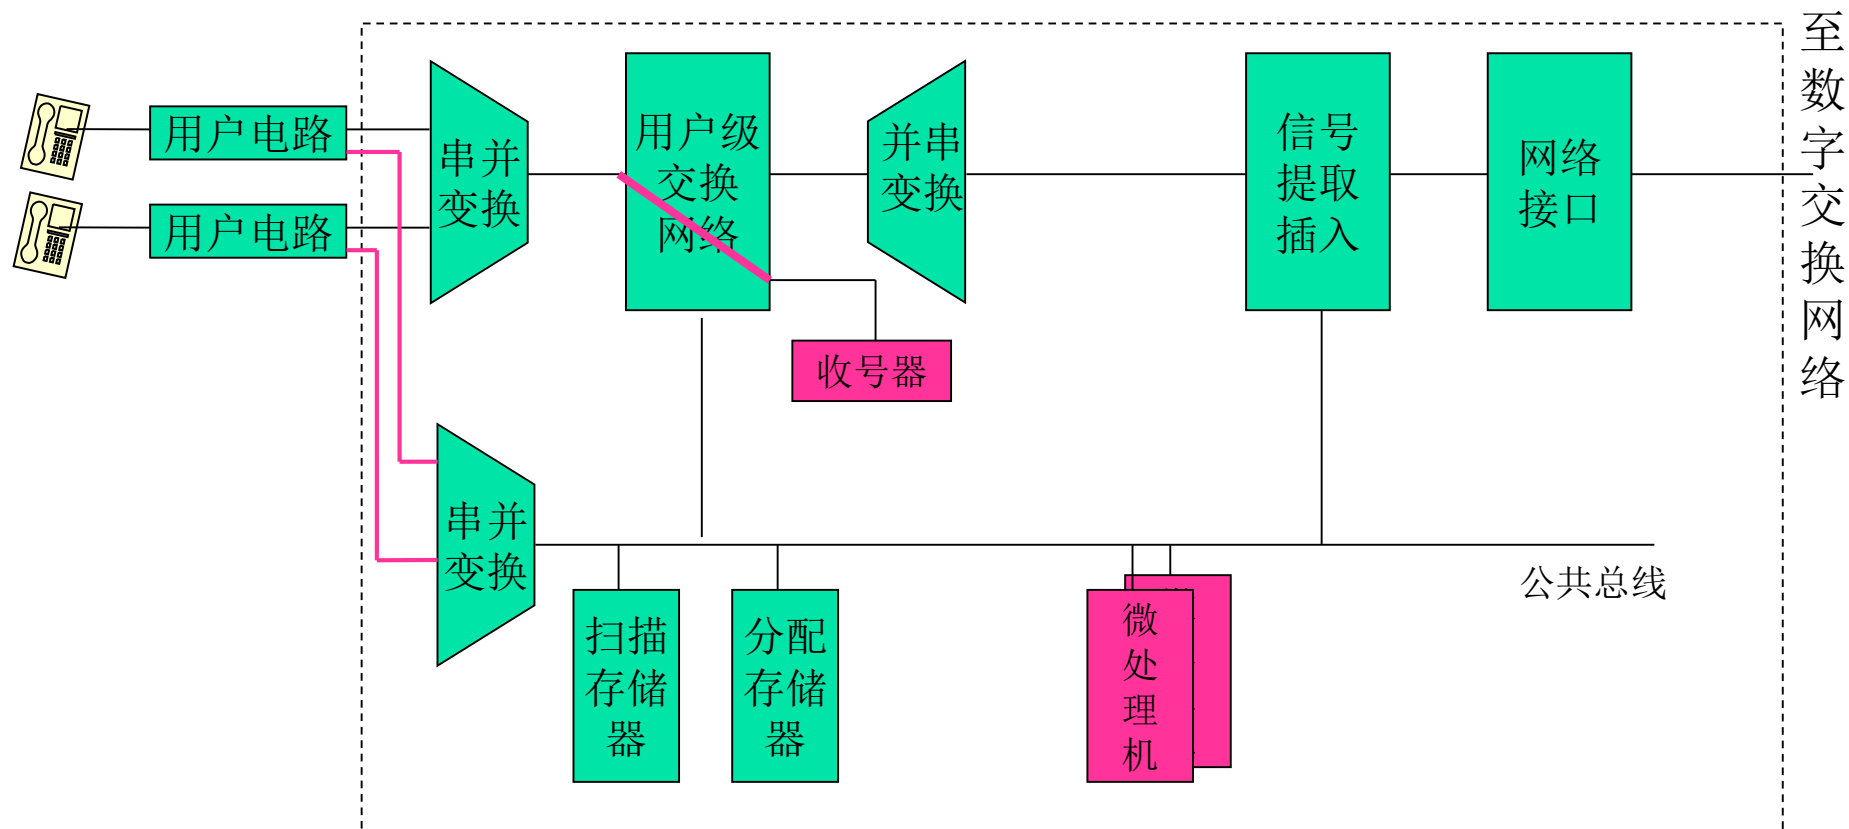 用户电路
用户电路
串并
变换
用户级
交换
网络
并串
变换
信号
提取
插入
网络
接口
至
数
字
交
换
网
络
收号器
串并
变换
公共总线
扫描
存储
器
分配
存储
器
微
处
理
机